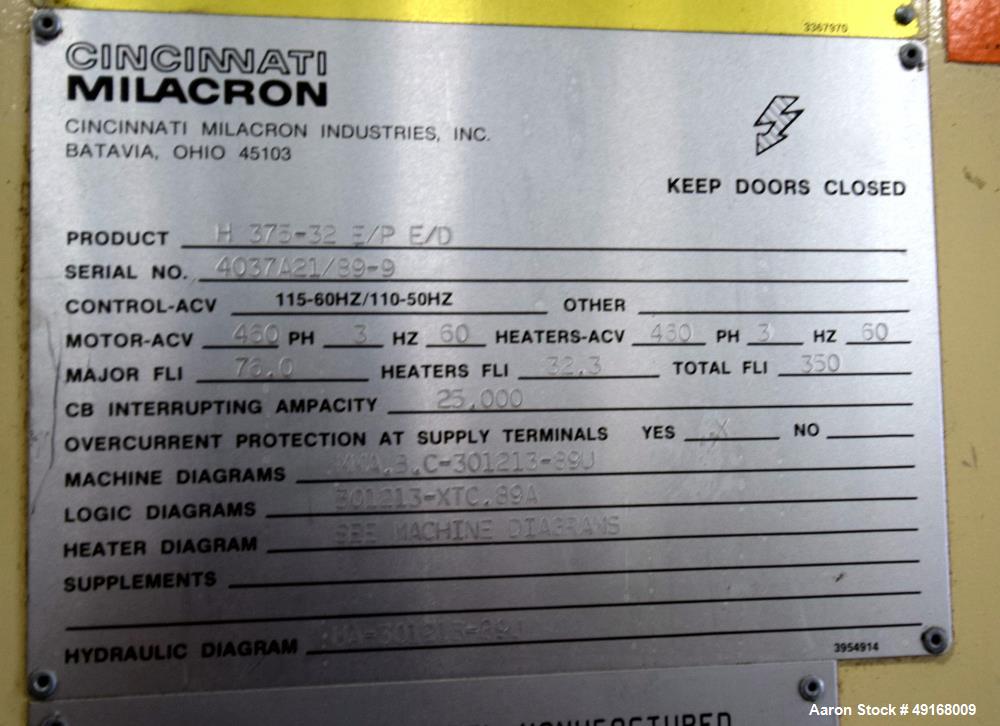 3367970
CINCINNATI
MILACRON
CINCINNATI MILACRON INDUSTRIES, INC.
BATAVIA, OHIO 45103
KEEP DOORS CLOSED
PRODUCT H 375-32 E/P E/D
SERIAL NO. 4037A21/89-9
CONTROL-ACV 115-60HZ/110-50HZ OTHER
MOTOR-ACV 460 PH 3 HZ 60 HEATERS-ACV 460 PH 3 HZ 60
MAJOR FLI 76.0 HEATERS FLI 32.3 TOTAL FLI 350
CB INTERRUPTING AMPACITY 25,000
OVERCURRENT PROTECTION AT SUPPLY TERMINALS YES X NO
MACHINE DIAGRAMS
LOGIC DIAGRAMS 301213-XTC,89A
HEATER DIAGRAM SEE MACHINE DIAGRAMS
SUPPLEMENTS
HYDRAULIC DIAGRAM
3954914
MANUFACTURED
Aaron Stock # 49168009